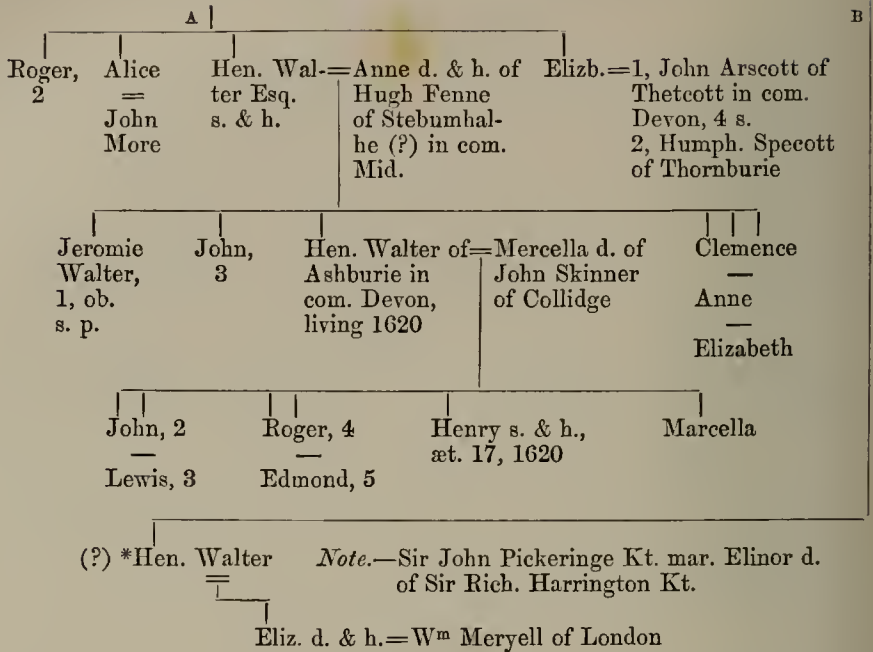 A B
Roger, 2
Alice
=
John
More
Hen. Wal-=Anne d. & h. of
ter Esq. Hugh Fenne
s. & h. of Stebumhal-
he (?) in com.
Mid.
Elizb.=1, John Arscott of
Thetcott in com.
Devon, 4 s.
2, Humph. Specott
of Thornburie
Jeromie
Walter,
1, ob.
s. p.
John,
3
Hen. Walter of=Mercella d. of
Ashburie in John Skinner
com. Devon, of Collidge
living 1620
Clemence
—
Anne
—
Elizabeth
John, 2
—
Lewis, 3
Roger, 4
—
Edmond, 5
Henry s. & h.,
æt. 17, 1620
Marcella
(?) *Hen. Walter
=
Note.—Sir John Pickeringe Kt. mar. Elinor d.
of Sir Rich. Harrington Kt.
Eliz. d. & h.=Wm Meryell of London